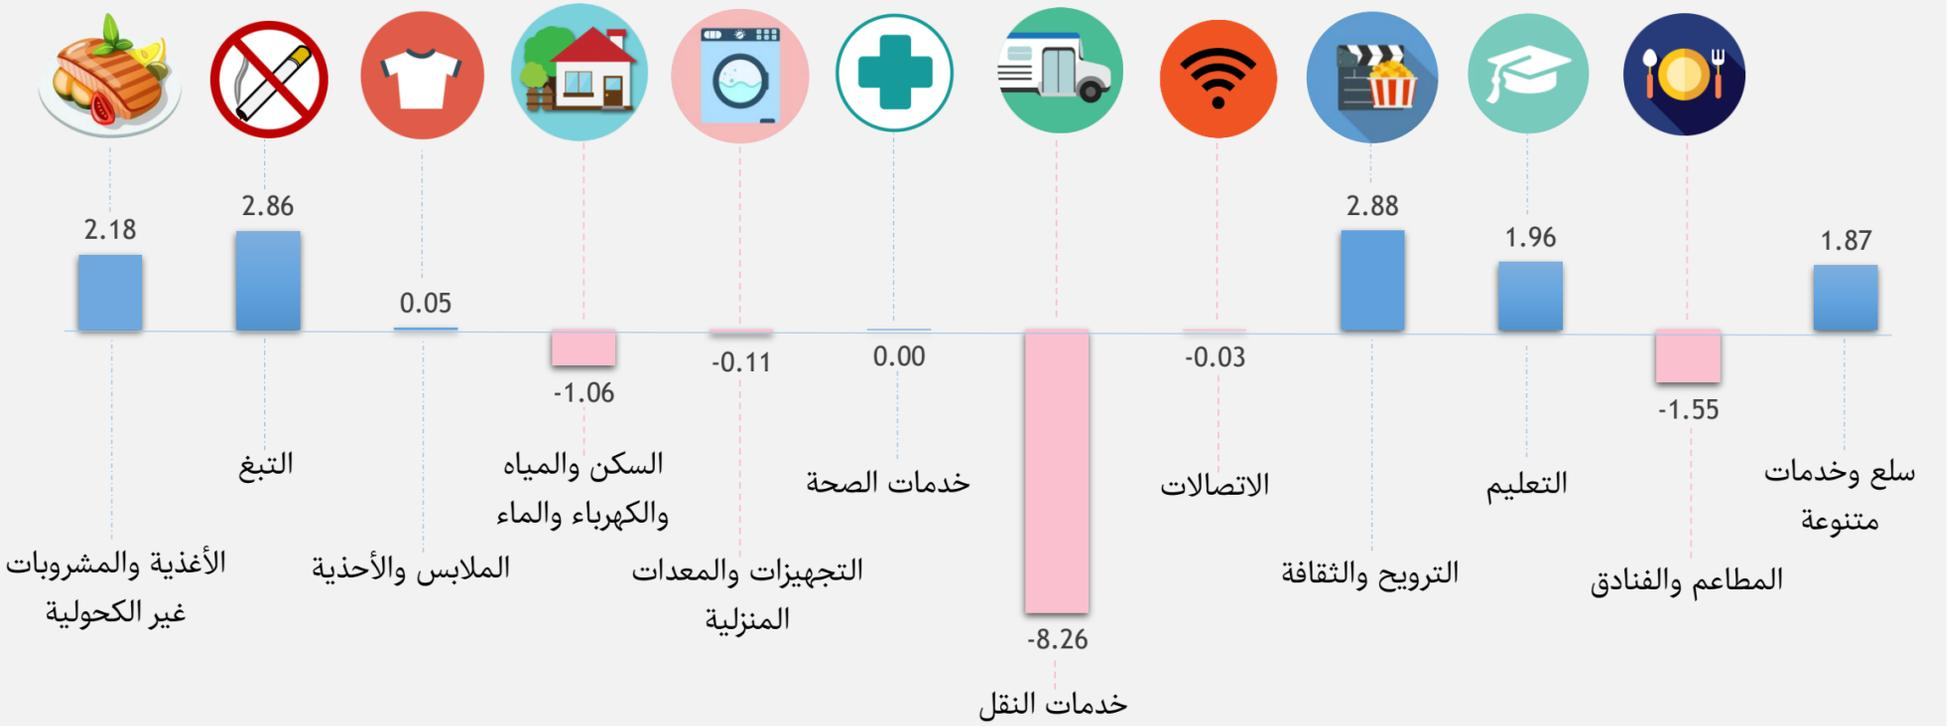 2.18
2.86
0.05
-1.06
-0.11
0.00
-8.26
-0.03
2.88
1.96
-1.55
1.87
الأغذية والمشروبات
غير الكحولية
التبغ
الملابس والأحذية
السكن والمياه
والكهرباء والماء
التجهيزات والمعدات
المنزلية
خدمات الصحة
خدمات النقل
الاتصالات
الترويح والثقافة
التعليم
المطاعم والفنادق
سلع وخدمات
متنوعة